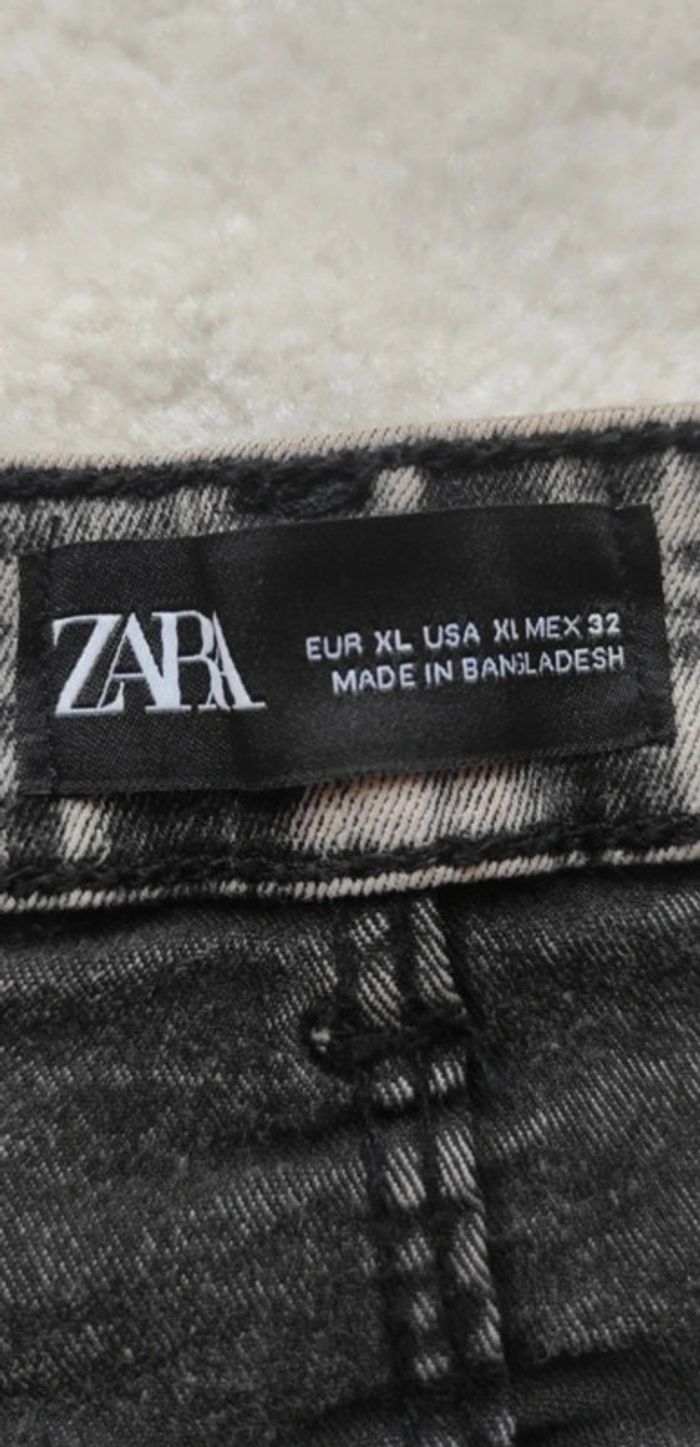 ZARA
EUR XL USA XL MEX 32
MADE IN BANGLADESH